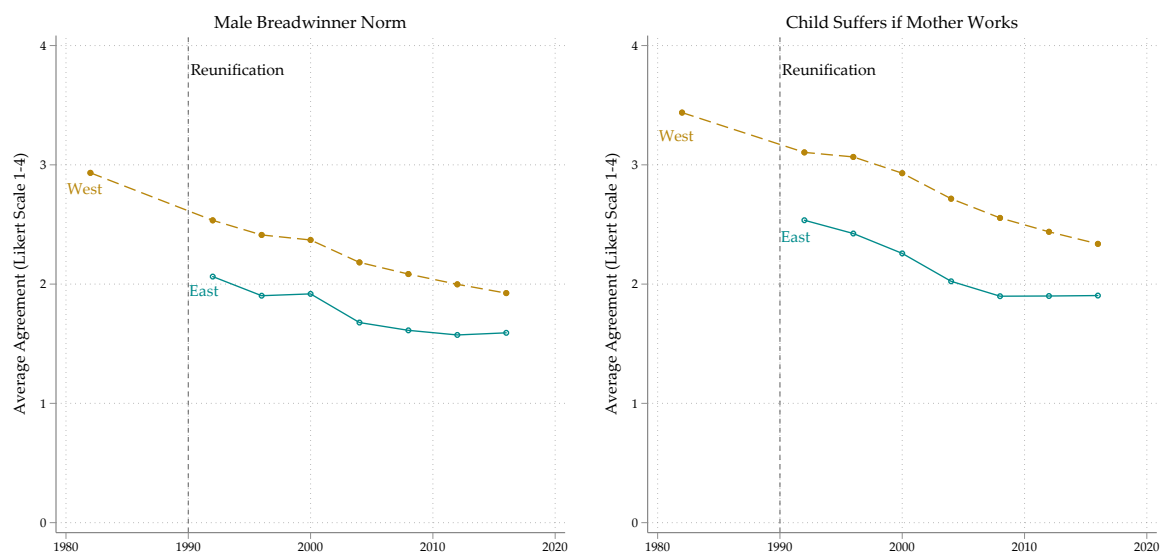 Male Breadwinner Norm
Average Agreement (Likert Scale 1-4)
4
3
2
1
0
Reunification
West
East
1980
1990
2000
2010
2020
Child Suffers if Mother Works
Average Agreement (Likert Scale 1-4)
4
3
2
1
0
Reunification
West
East
1980
1990
2000
2010
2020